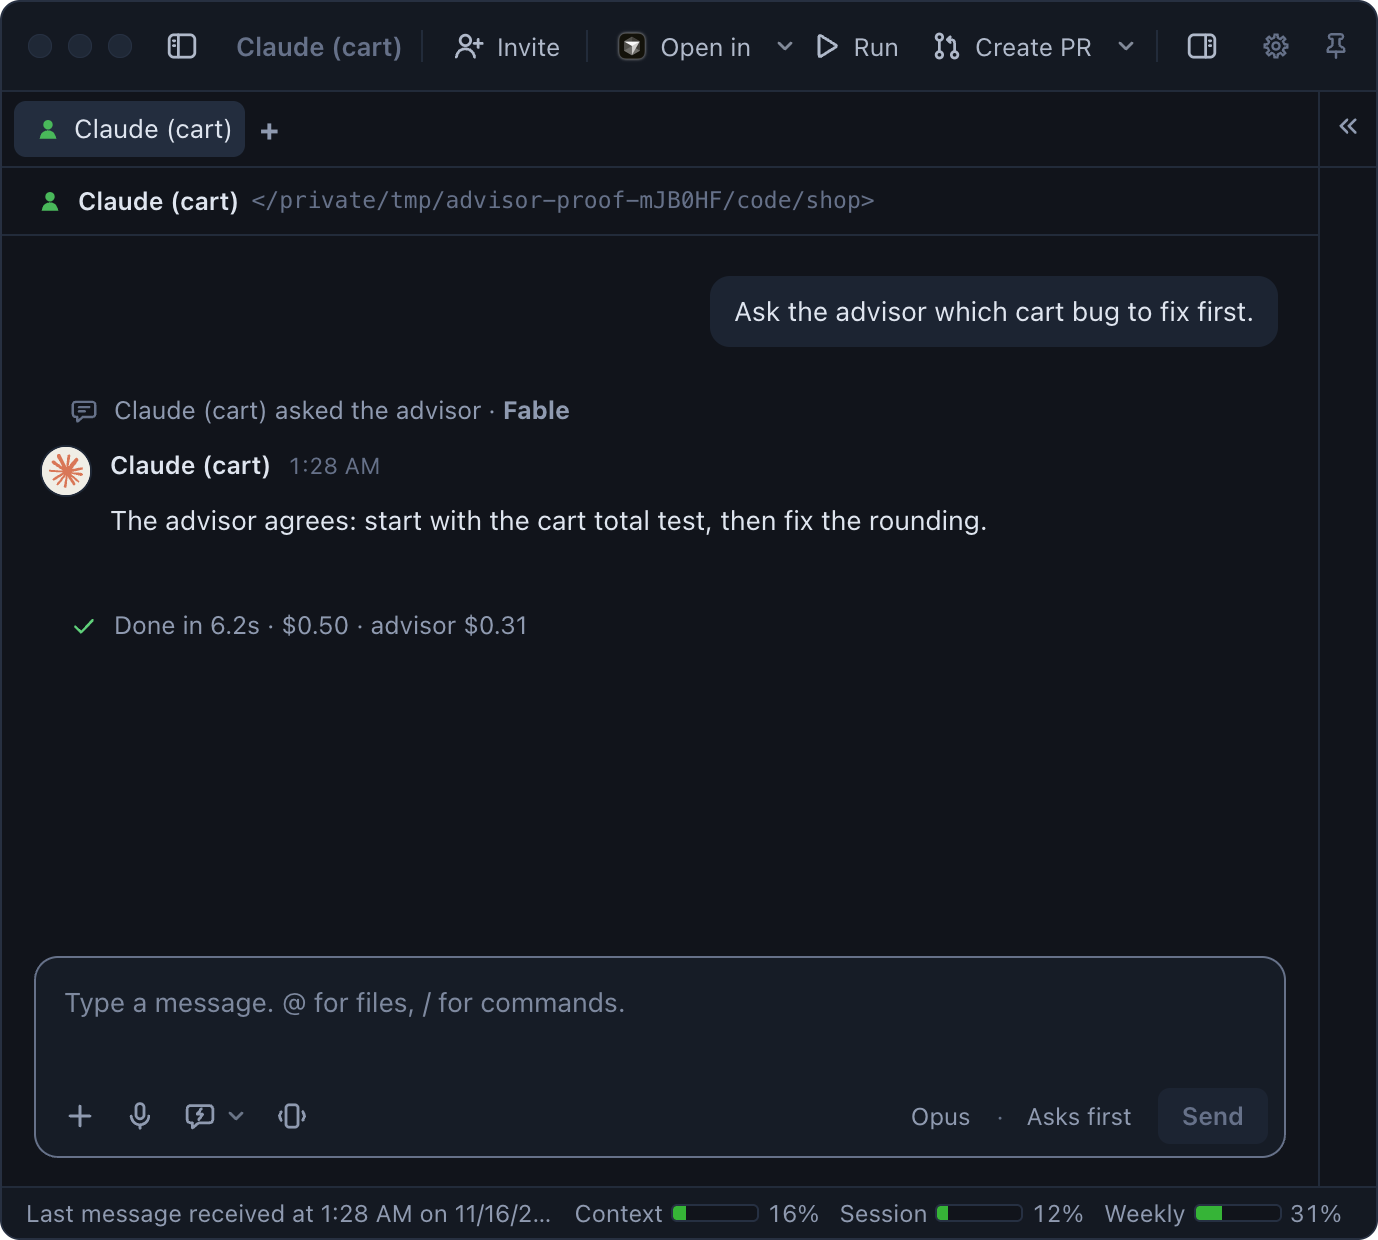 Claude (cart) Invite Open in Run Create PR
Claude (cart)
Claude (cart) </private/tmp/advisor-proof-mJB0HF/code/shop>
Ask the advisor which cart bug to fix first.
Claude (cart) asked the advisor · Fable
Claude (cart) 1:28 AM
The advisor agrees: start with the cart total test, then fix the rounding.
Done in 6.2s · $0.50 · advisor $0.31
Type a message. @ for files, / for commands.
Opus · Asks first Send
Last message received at 1:28 AM on 11/16/2... Context 16% Session 12% Weekly 31%